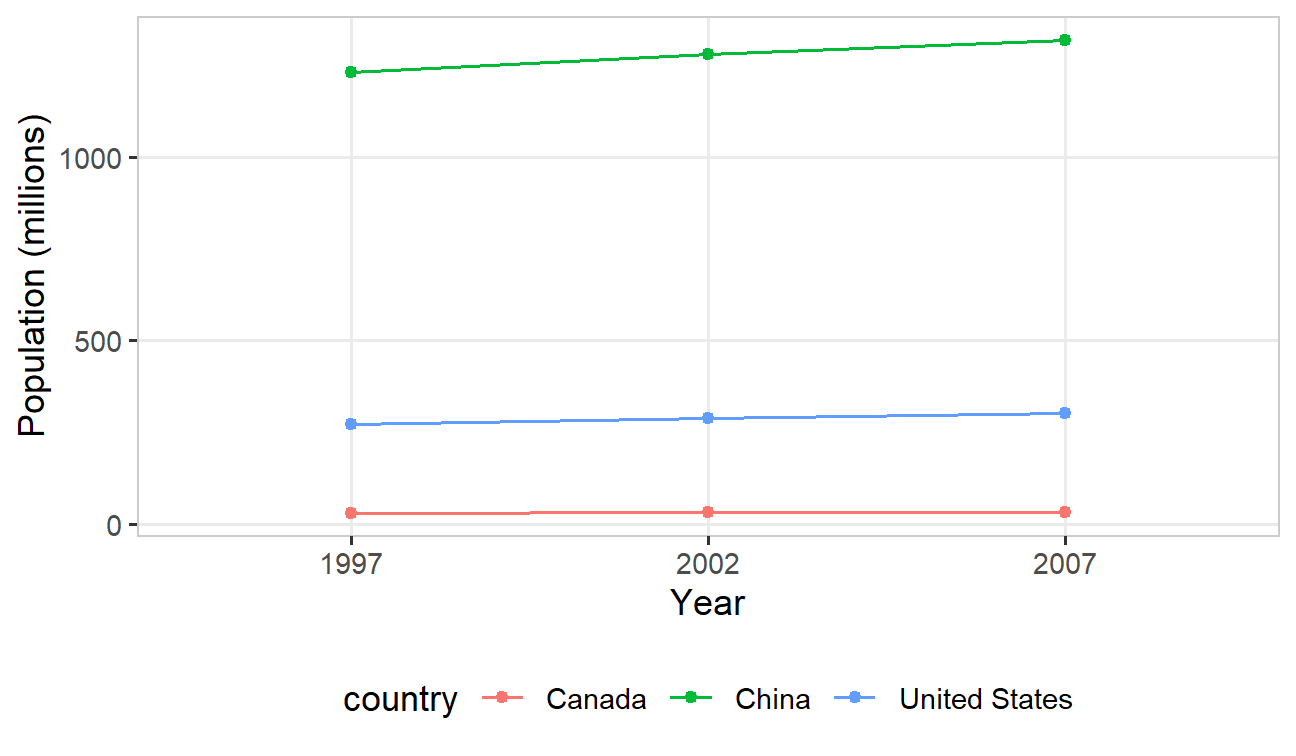 Population (millions)
1000
500
0
1997 2002 2007
Year
country Canada China United States